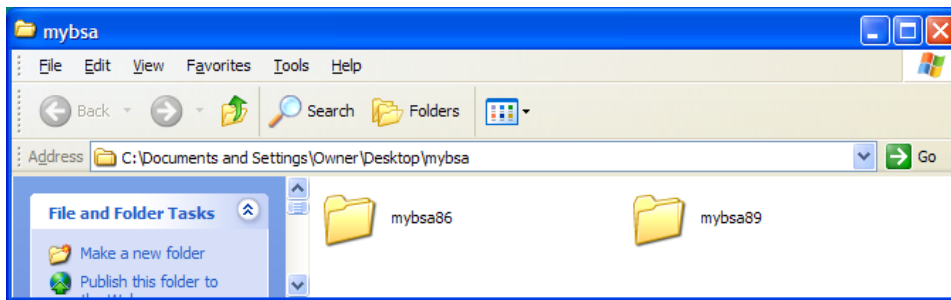 mybsa
File Edit View Favorites Tools Help
Back Search Folders
Address C:\Documents and Settings\Owner\Desktop\mybsa Go
File and Folder Tasks
Make a new folder
Publish this folder to
mybsa86
mybsa89